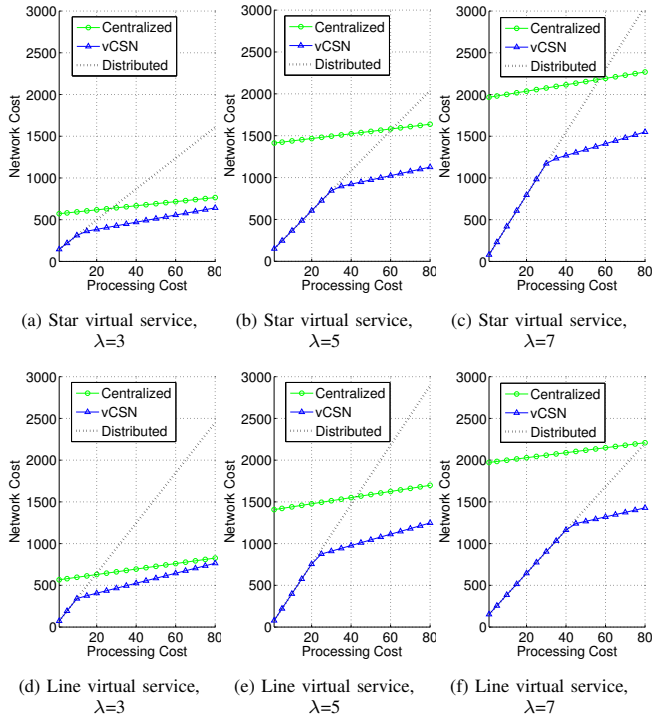 3000
2500
2000
1500
1000
500
0
Network Cost
Centralized
vCSN
Distributed
20 40 60 80
Processing Cost
(a) Star virtual service,
λ=3
3000
2500
2000
1500
1000
500
0
Network Cost
Centralized
vCSN
Distributed
20 40 60 80
Processing Cost
(b) Star virtual service,
λ=5
3000
2500
2000
1500
1000
500
0
Network Cost
Centralized
vCSN
Distributed
20 40 60 80
Processing Cost
(c) Star virtual service,
λ=7
3000
2500
2000
1500
1000
500
0
Network Cost
Centralized
vCSN
Distributed
20 40 60 80
Processing Cost
(d) Line virtual service,
λ=3
3000
2500
2000
1500
1000
500
0
Network Cost
Centralized
vCSN
Distributed
20 40 60 80
Processing Cost
(e) Line virtual service,
λ=5
3000
2500
2000
1500
1000
500
0
Network Cost
Centralized
vCSN
Distributed
20 40 60 80
Processing Cost
(f) Line virtual service,
λ=7